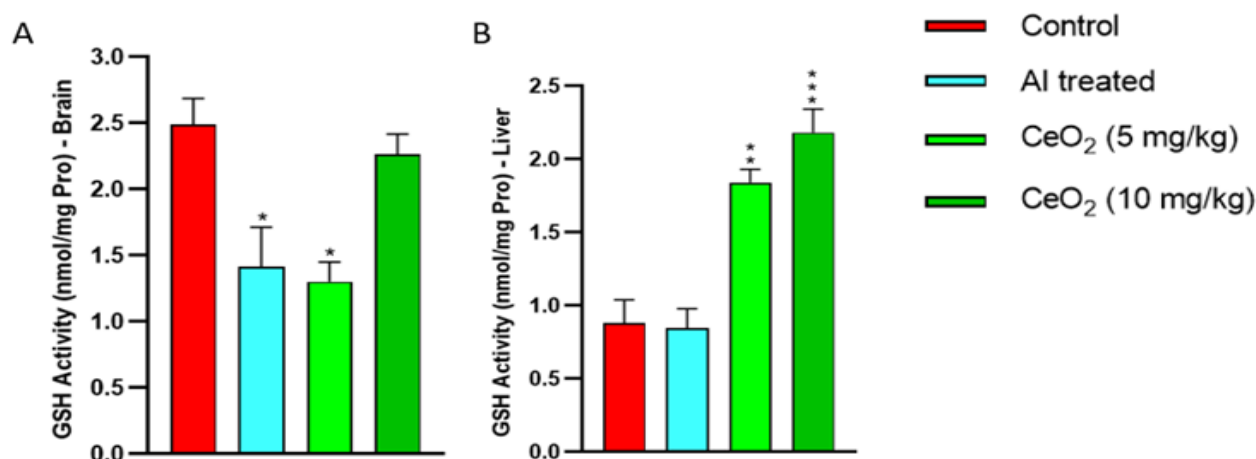 A
GSH Activity (nmol/mg Pro) - Brain
3.0
2.5
2.0
1.5
1.0
0.5
0.0
*
*
B
GSH Activity (nmol/mg Pro) - Liver
2.5
2.0
1.5
1.0
0.5
0.0
**
***
Control
Al treated
CeO₂ (5 mg/kg)
CeO₂ (10 mg/kg)